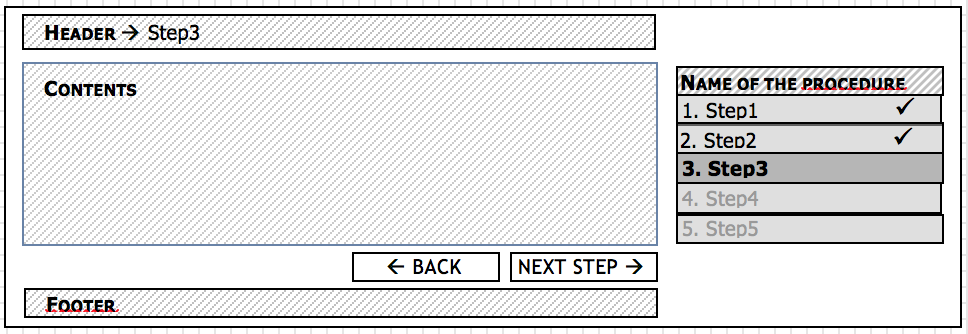 HEADER → Step3
CONTENTS
NAME OF THE PROCEDURE
1. Step1 ✓
2. Step2 ✓
3. Step3
4. Step4
5. Step5
← BACK
NEXT STEP →
FOOTER